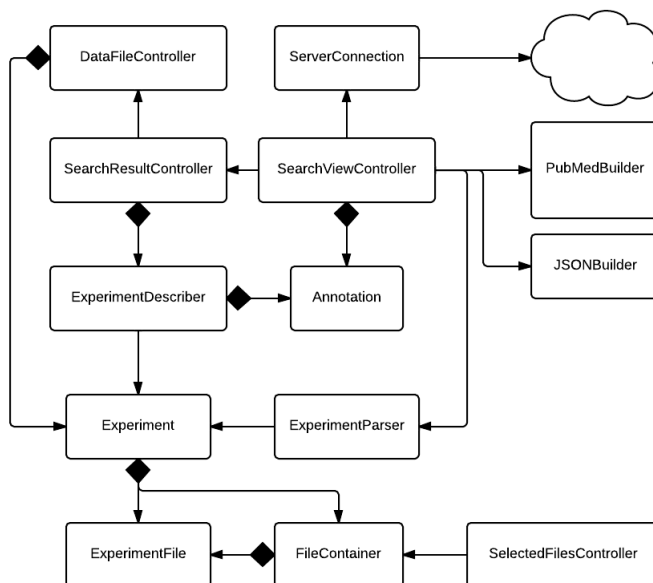 DataFileController
ServerConnection
SearchResultController
SearchViewController
PubMedBuilder
JSONBuilder
ExperimentDescriber
Annotation
Experiment
ExperimentParser
ExperimentFile
FileContainer
SelectedFilesController